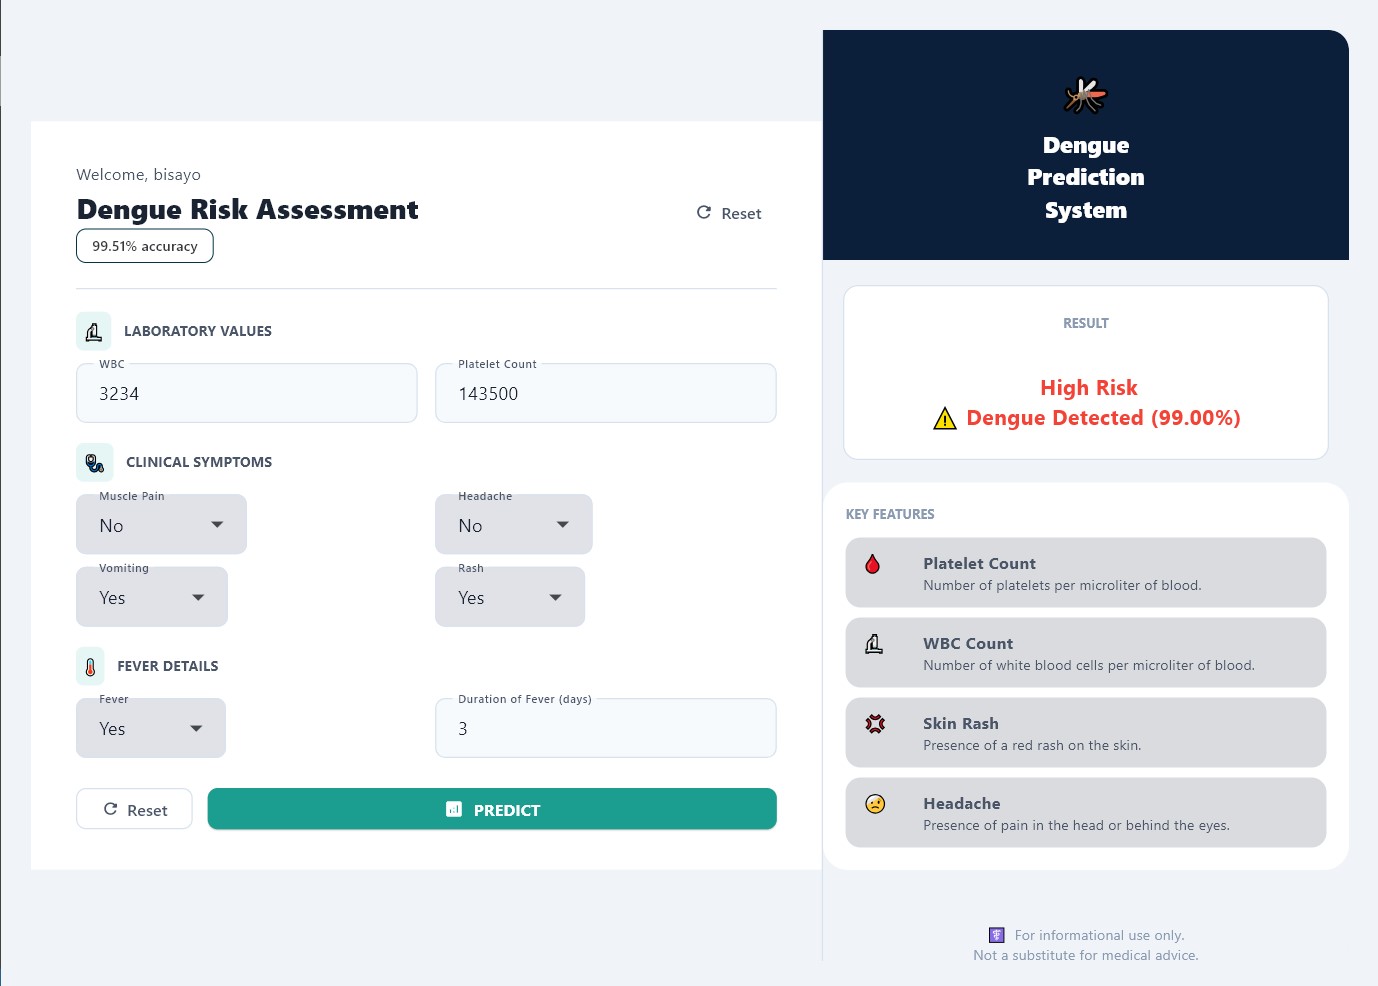 Welcome, bisayo
Dengue Risk Assessment
Reset
99.51% accuracy
LABORATORY VALUES
WBC
3234
Platelet Count
143500
CLINICAL SYMPTOMS
Muscle Pain
No
Headache
No
Vomiting
Yes
Rash
Yes
FEVER DETAILS
Fever
Yes
Duration of Fever (days)
3
Reset
PREDICT
Dengue
Prediction
System
RESULT
High Risk
Dengue Detected (99.00%)
KEY FEATURES
Platelet Count
Number of platelets per microliter of blood.
WBC Count
Number of white blood cells per microliter of blood.
Skin Rash
Presence of a red rash on the skin.
Headache
Presence of pain in the head or behind the eyes.
For informational use only.
Not a substitute for medical advice.